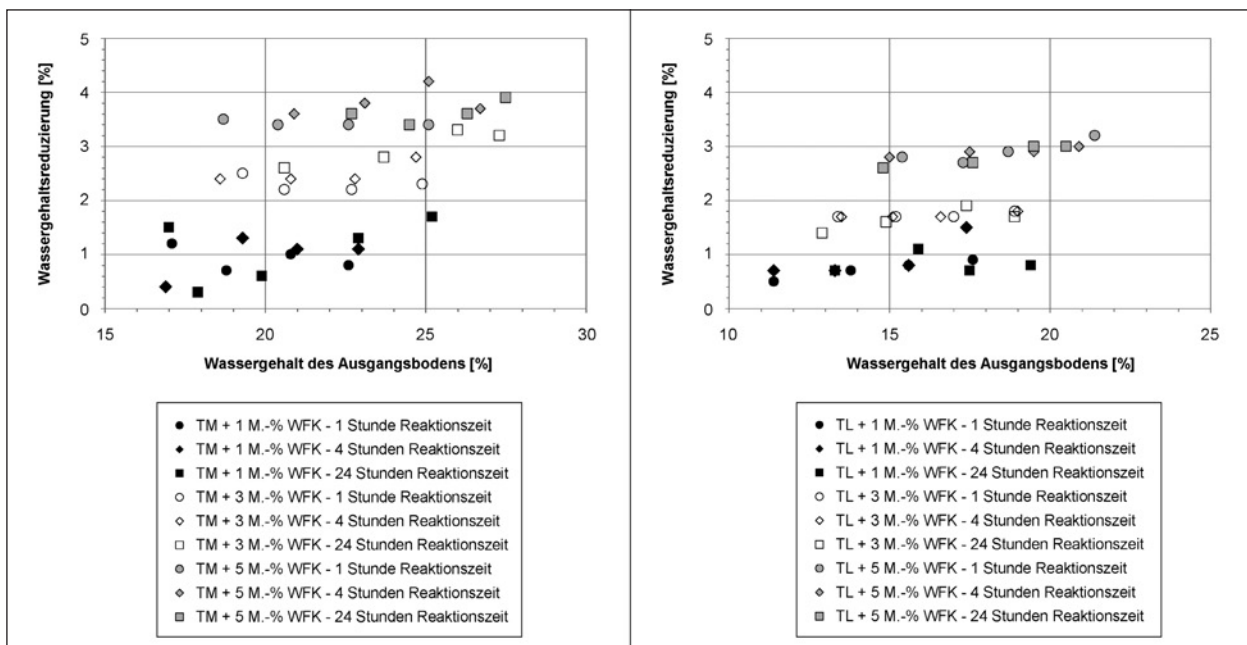 5
4
3
2
1
0
Wassergehaltsreduzierung [%]
15 20 25 30
Wassergehalt des Ausgangsbodens [%]
TM + 1 M.-% WFK - 1 Stunde Reaktionszeit
TM + 1 M.-% WFK - 4 Stunden Reaktionszeit
TM + 1 M.-% WFK - 24 Stunden Reaktionszeit
TM + 3 M.-% WFK - 1 Stunde Reaktionszeit
TM + 3 M.-% WFK - 4 Stunden Reaktionszeit
TM + 3 M.-% WFK - 24 Stunden Reaktionszeit
TM + 5 M.-% WFK - 1 Stunde Reaktionszeit
TM + 5 M.-% WFK - 4 Stunden Reaktionszeit
TM + 5 M.-% WFK - 24 Stunden Reaktionszeit
5
4
3
2
1
0
Wassergehaltsreduzierung [%]
10 15 20 25
Wassergehalt des Ausgangsbodens [%]
TL + 1 M.-% WFK - 1 Stunde Reaktionszeit
TL + 1 M.-% WFK - 4 Stunden Reaktionszeit
TL + 1 M.-% WFK - 24 Stunden Reaktionszeit
TL + 3 M.-% WFK - 1 Stunde Reaktionszeit
TL + 3 M.-% WFK - 4 Stunden Reaktionszeit
TL + 3 M.-% WFK - 24 Stunden Reaktionszeit
TL + 5 M.-% WFK - 1 Stunde Reaktionszeit
TL + 5 M.-% WFK - 4 Stunden Reaktionszeit
TL + 5 M.-% WFK - 24 Stunden Reaktionszeit